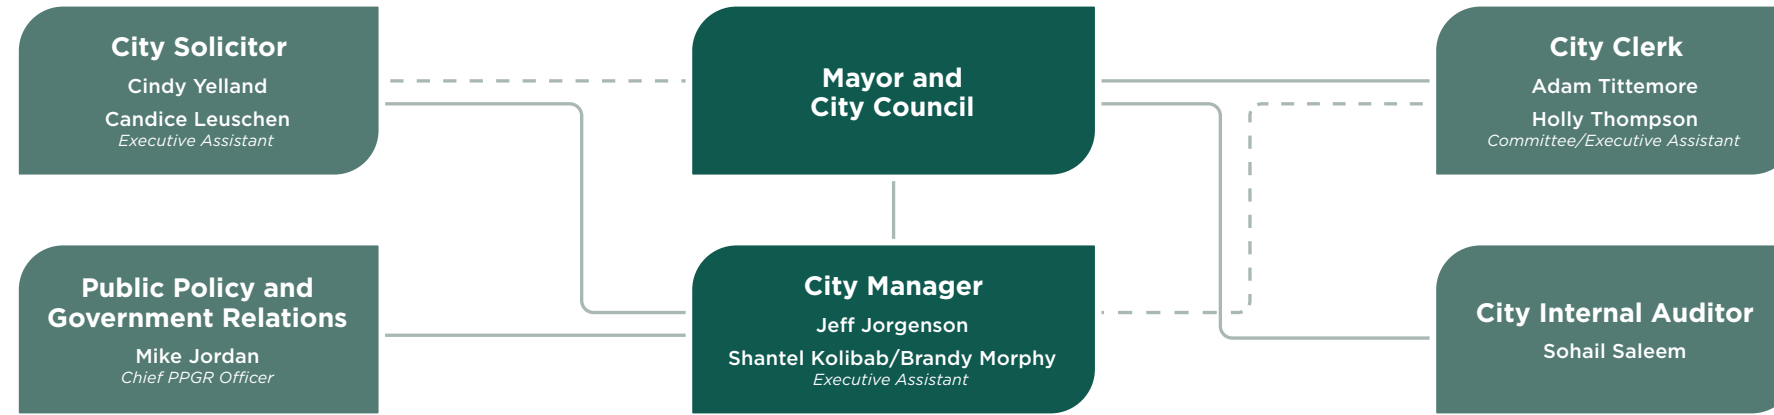 City Solicitor
Cindy Yelland
Candice Leuschen
Executive Assistant
Mayor and
City Council
City Clerk
Adam Tittemore
Holly Thompson
Committee/Executive Assistant
Public Policy and
Government Relations
Mike Jordan
Chief PPGR Officer
City Manager
Jeff Jorgenson
Shantel Kolibab/Brandy Morphy
Executive Assistant
City Internal Auditor
Sohail Saleem